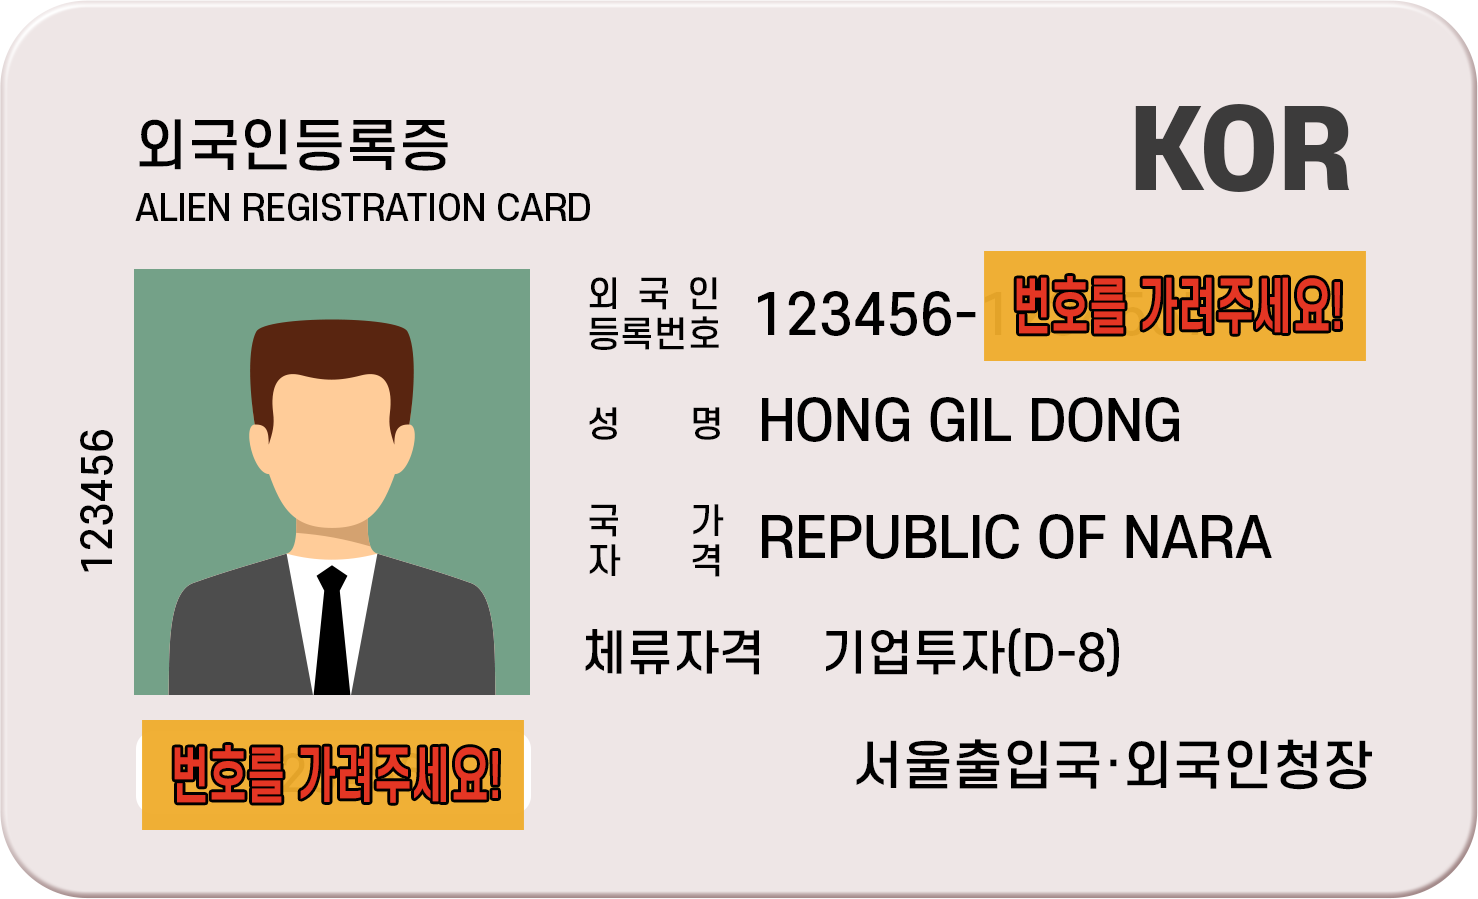 외국인등록증
KOR
ALIEN REGISTRATION CARD
외 국 인
등록번호 123456-
번호를 가려주세요!
성 명 HONG GIL DONG
국 가
자 격 REPUBLIC OF NARA
체류자격 기업투자(D-8)
123456
번호를 가려주세요!
서울출입국·외국인청장